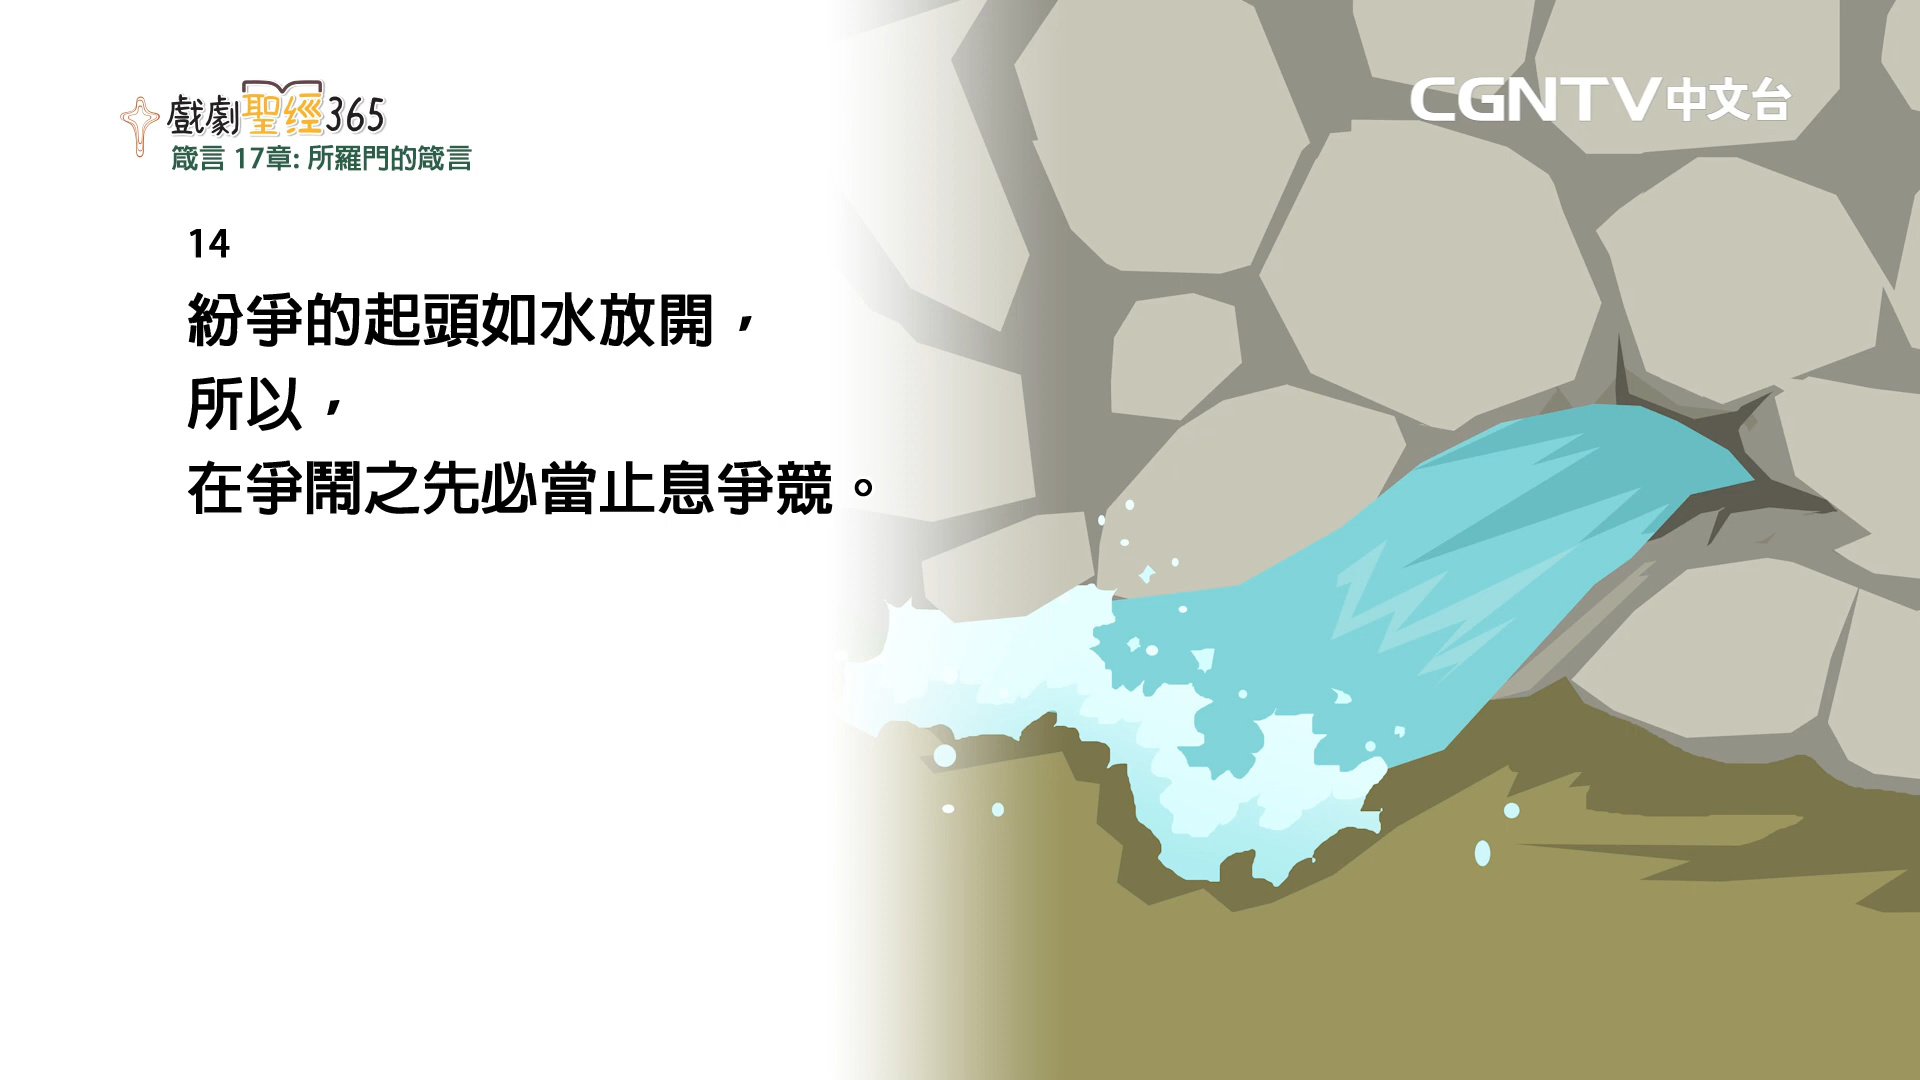 戲劇聖經365
CGNTV中文台
箴言 17章: 所羅門的箴言
14
紛爭的起頭如水放開，
所以，
在爭鬧之先必當止息爭競。